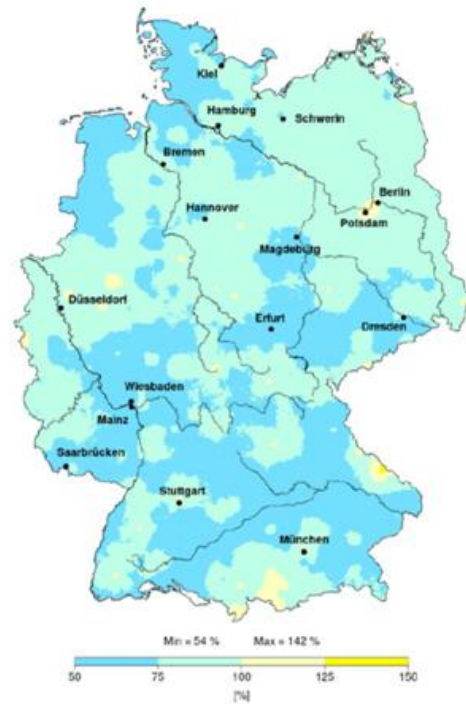 Kiel
Hamburg
Schwerin
Bremen
Berlin
Hannover
Potsdam
Magdeburg
Düsseldorf
Erfurt
Dresden
Wiesbaden
Mainz
Saarbrücken
Stuttgart
München
Min = 54 % Max = 142 %
50 75 100 125 150
[%]